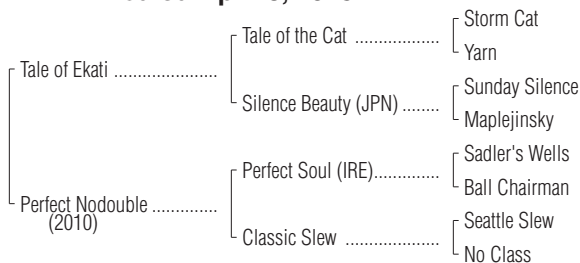 Tale of Ekati ......................
Perfect Nodouble ..............
(2010)
Tale of the Cat ..................
Silence Beauty (JPN) ........
Perfect Soul (IRE)..............
Classic Slew ....................
Storm Cat
Yarn
Sunday Silence
Maplejinsky
Sadler's Wells
Ball Chairman
Seattle Slew
No Class